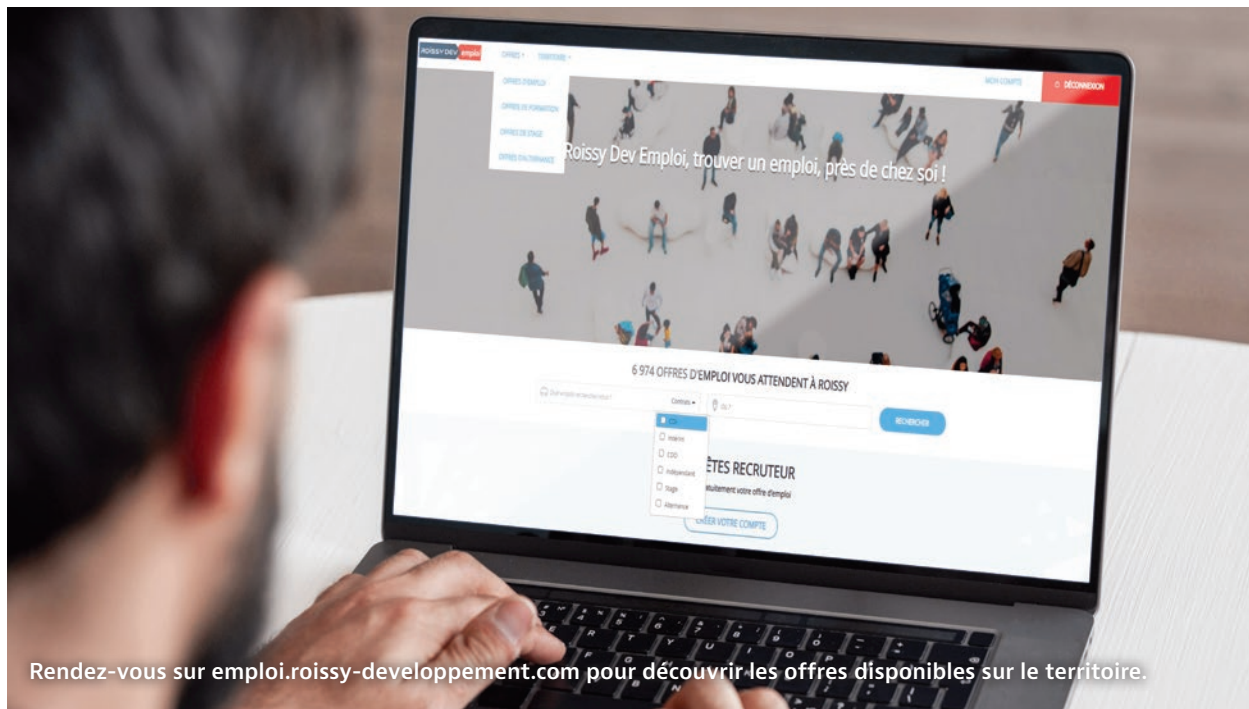 ROISSY DEV emploi
OFFRES
TERRITOIRE
MON COMPTE
DÉCONNEXION
OFFRES D'EMPLOI
OFFRES DE FORMATION
OFFRES DE STAGE
OFFRES D'ALTERNANCE
Roissy Dev Emploi, trouver un emploi, près de chez soi !
6 974 OFFRES D'EMPLOI VOUS ATTENDENT À ROISSY
Contrats
Où ?
RECHERCHER
CDI
Intérim
CDD
Indépendant
Stage
Alternance
ÊTES RECRUTEUR
votre offre d'emploi
CRÉER VOTRE COMPTE
Rendez-vous sur emploi.roissy-developpement.com pour découvrir les offres disponibles sur le territoire.